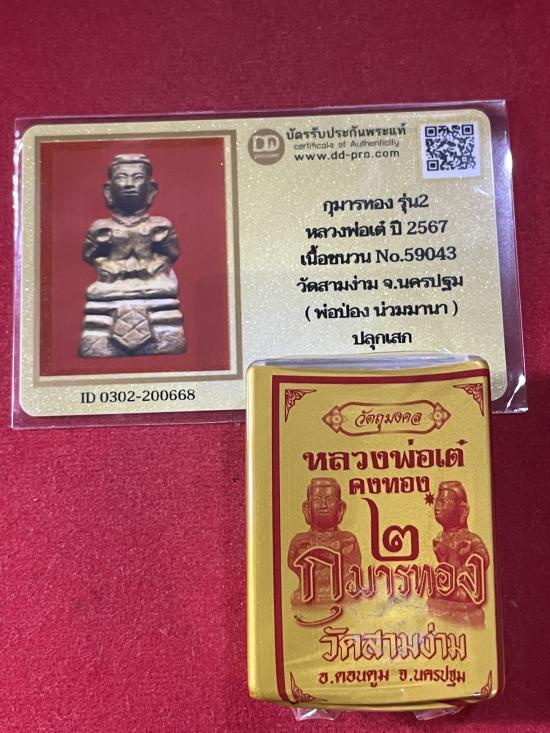 DD
บัตรรับประกันพระแท้
certificate of Authenticity
www.dd-pra.com
กุมารทอง รุ่น2
หลวงพ่อเต๋ ปี 2567
เนื้อชนวน No.59043
วัดสามง่าม จ.นครปฐม
( พ่อป๋อง น่วมมานา )
ปลุกเสก
ID 0302-200668
วัตถุมงคล
หลวงพ่อเต๋
คงทอง
๒
กุมารทอง
วัดสามง่าม
อ.ดอนตูม จ.นครปฐม